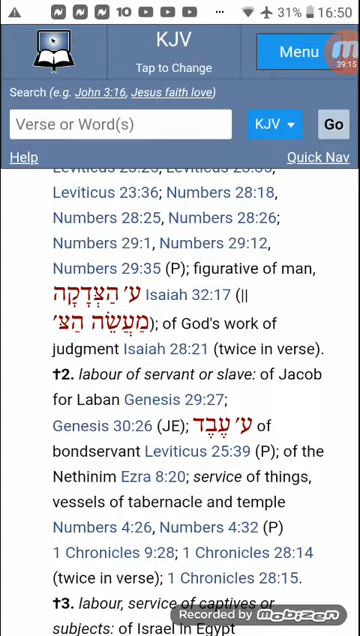 10 ... 31% 16:50
KJV
Tap to Change
Menu
39:15
Search (e.g. John 3:16, Jesus faith love)
Verse or Word(s)
KJV
Go
Help
Quick Nav
Leviticus 23:36; Numbers 28:18,
Numbers 28:25, Numbers 28:26;
Numbers 29:1, Numbers 29:12,
Numbers 29:35 (P); figurative of man,
ע׳ הַצְּדָקָה Isaiah 32:17 (||
מַעֲשֵׂה הַצ׳); of God's work of
judgment Isaiah 28:21 (twice in verse).
†2. labour of servant or slave: of Jacob
for Laban Genesis 29:27;
Genesis 30:26 (JE); ע׳ עֶבֶד of
bondservant Leviticus 25:39 (P); of the
Nethinim Ezra 8:20; service of things,
vessels of tabernacle and temple
Numbers 4:26, Numbers 4:32 (P)
1 Chronicles 9:28; 1 Chronicles 28:14
(twice in verse); 1 Chronicles 28:15.
†3. labour, service of captives or
subjects: of Israel in Egypt
Recorded by mobizen